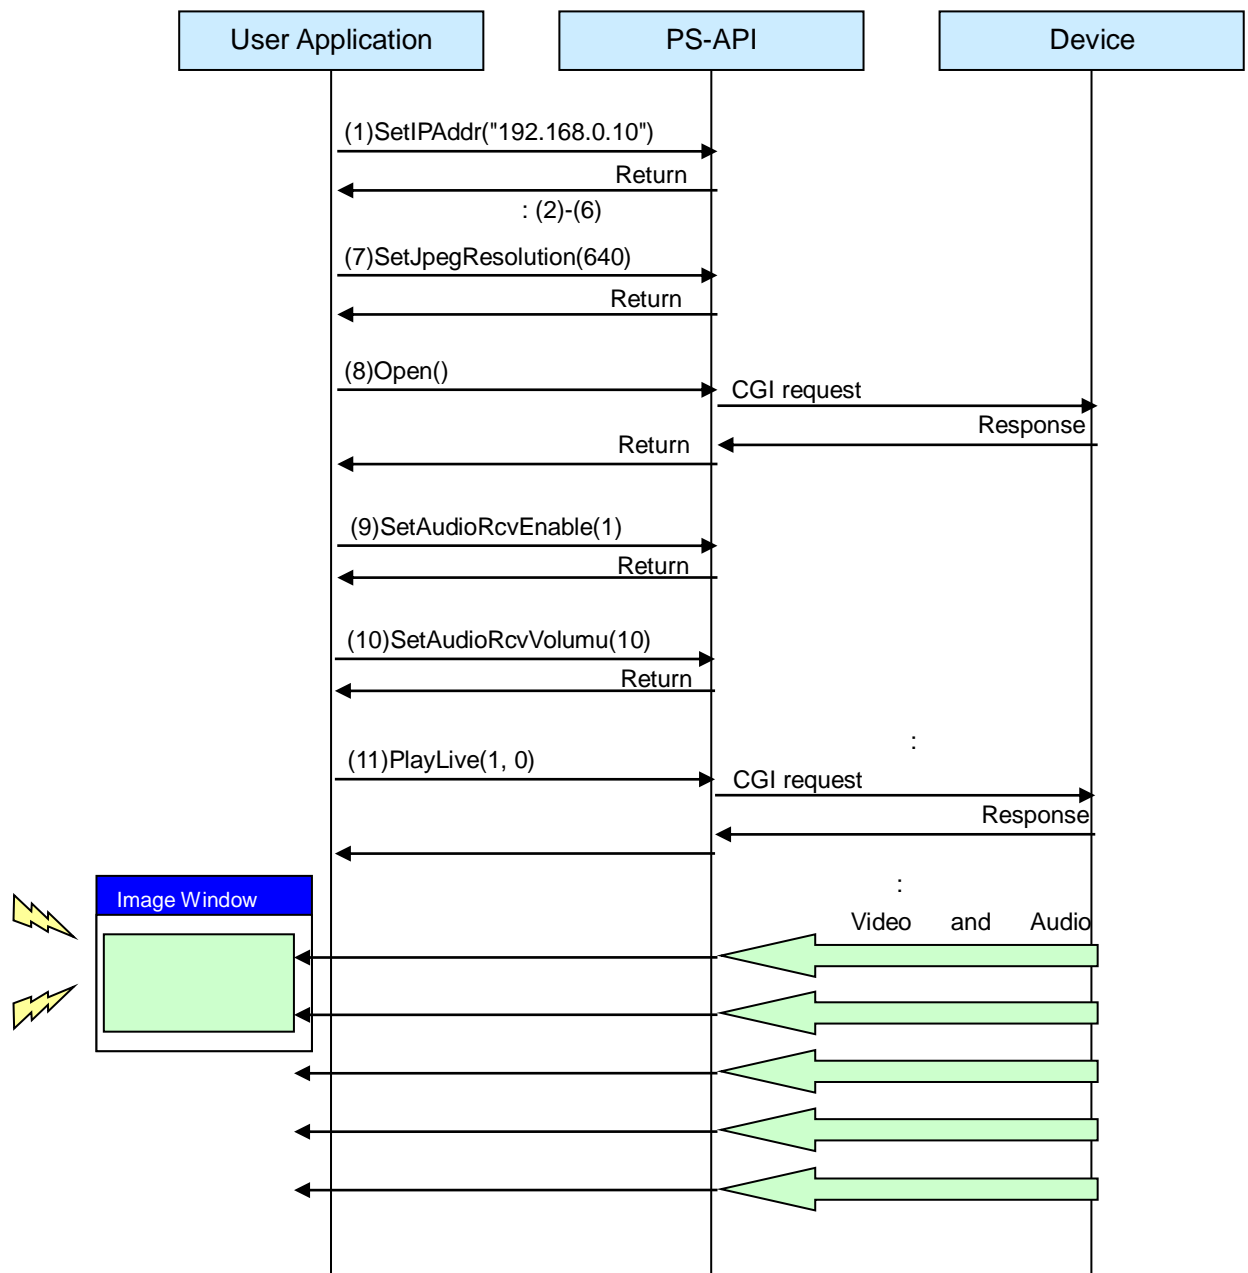 User Application
PS-API
Device
(1)SetIPAddr("192.168.0.10")
Return
: (2)-(6)
(7)SetJpegResolution(640)
Return
(8)Open()
CGI request
Response
Return
(9)SetAudioRcvEnable(1)
Return
(10)SetAudioRcvVolumu(10)
Return
:
(11)PlayLive(1, 0)
CGI request
Response
:
Image Window
Video and Audio